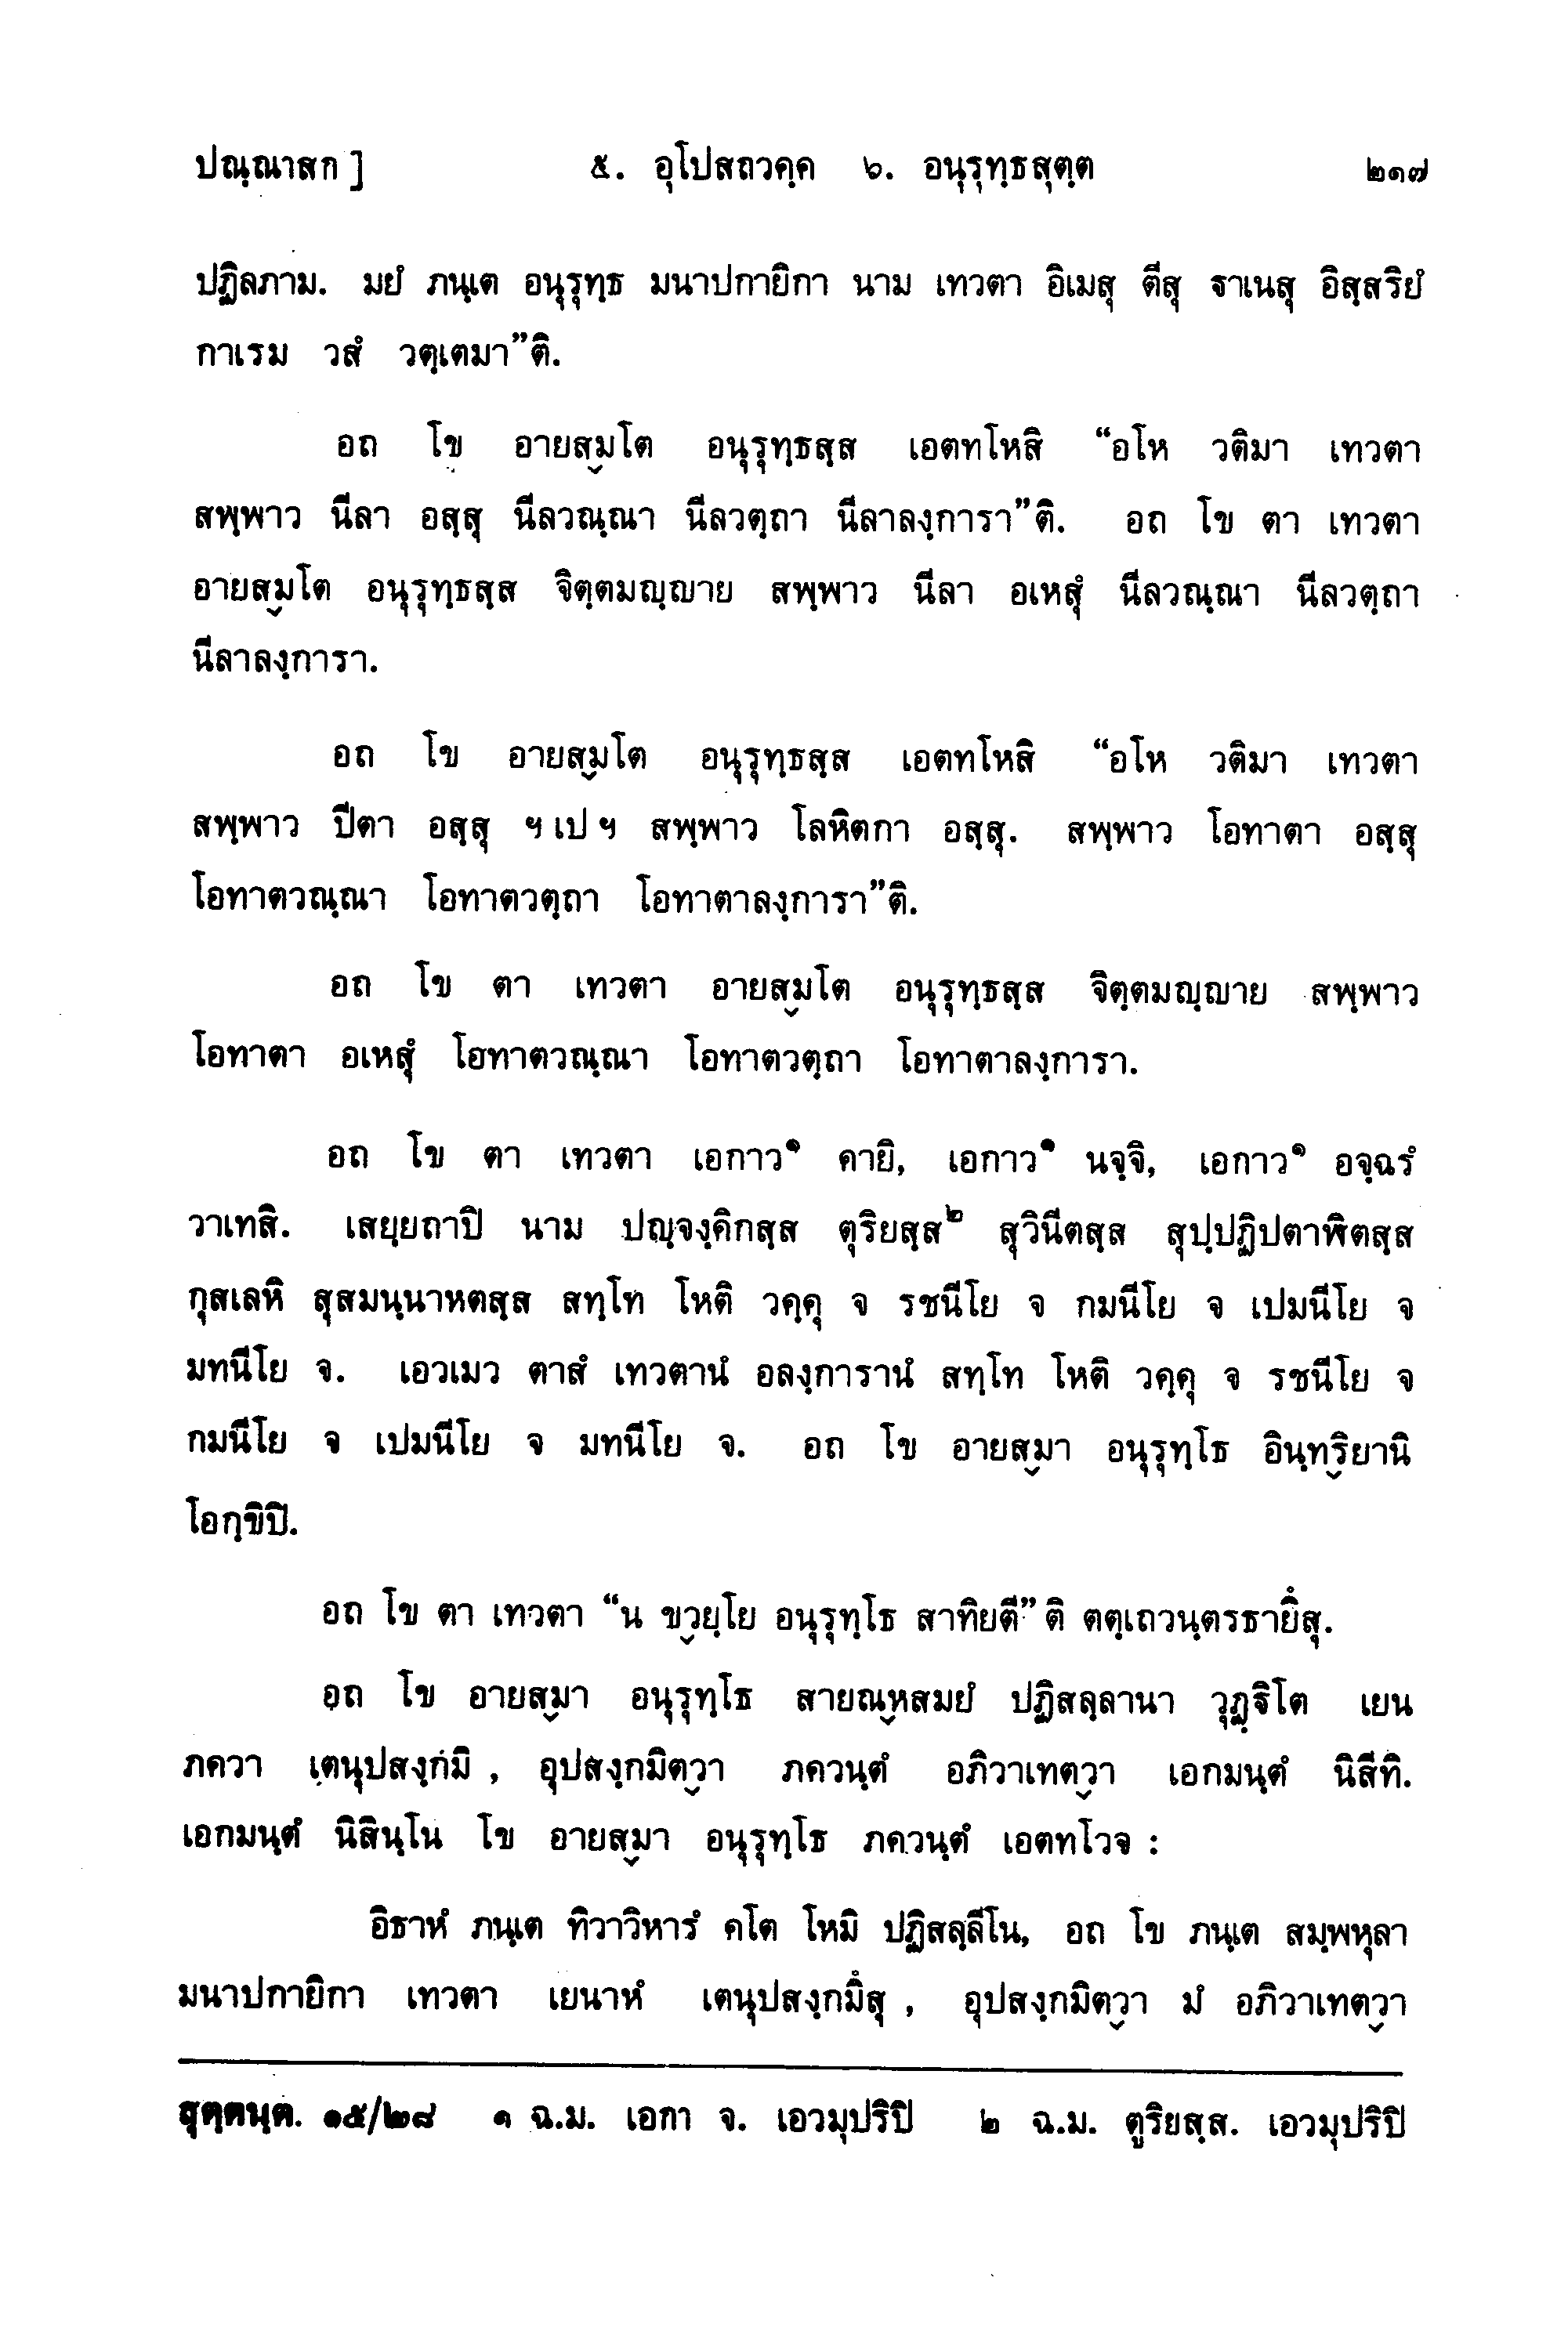 ปณฺณาสก ] ๕. อุโปสถวคฺค ๖. อนุรุทฺธสุตฺต ๒๑๗
ปฏิลภาม. มยํ ภนฺเต อนุรุทฺธ มนาปกายิกา นาม เทวตา อิเมสุ ตีสุ ฐาเนสุ อิสฺสริยํ
กาเรม วสํ วตฺเตมา”ติ.
อถ โข อายสฺมโต อนุรุทฺธสฺส เอตทโหสิ “อโห วติมา เทวตา
สพฺพาว นีลา อสฺสุ นีลวณฺณา นีลวตฺถา นีลาลงฺการา”ติ. อถ โข ตา เทวตา
อายสฺมโต อนุรุทฺธสฺส จิตฺตมญฺญาย สพฺพาว นีลา อเหสุํ นีลวณฺณา นีลวตฺถา
นีลาลงฺการา.
อถ โข อายสฺมโต อนุรุทฺธสฺส เอตทโหสิ “อโห วติมา เทวตา
สพฺพาว ปีตา อสฺสุ ฯ เป ฯ สพฺพาว โลหิตกา อสฺสุ. สพฺพาว โอทาตา อสฺสุ
โอทาตวณฺณา โอทาตวตฺถา โอทาตาลงฺการา”ติ.
อถ โข ตา เทวตา อายสฺมโต อนุรุทฺธสฺส จิตฺตมญฺญาย สพฺพาว
โอทาตา อเหสุํ โอทาตวณฺณา โอทาตวตฺถา โอทาตาลงฺการา.
อถ โข ตา เทวตา เอกาว๑ คายิ, เอกาว๑ นจฺจิ, เอกาว๑ อจฺฉรํ
วาเทสิ. เสยฺยถาปิ นาม ปญฺจงฺคิกสฺส ตุริยสฺส๒ สุวินีตสฺส สุปฺปฏิปตาฬิตสฺส
กุสเลหิ สุสมนฺนาหตสฺส สทฺโท โหติ วคฺคุ จ รชนีโย จ กมนีโย จ เปมนีโย จ
มทนีโย จ. เอวเมว ตาสํ เทวตานํ อลงฺการานํ สทฺโท โหติ วคฺคุ จ รชนีโย จ
กมนีโย จ เปมนีโย จ มทนีโย จ. อถ โข อายสฺมา อนุรุทฺโธ อินฺทฺริยานิ
โอกฺขิปิ.
อถ โข ตา เทวตา “น ขฺวยฺโย อนุรุทฺโธ สาทิยตี” ติ ตตฺเถวนฺตรธายึสุ.
อถ โข อายสฺมา อนุรุทฺโธ สายณฺหสมยํ ปฏิสลฺลานา วุฏฺฐิโต เยน
ภควา เตนุปสงฺกมิ , อุปสงฺกมิตฺวา ภควนฺตํ อภิวาเทตฺวา เอกมนฺตํ นิสีทิ.
เอกมนฺตํ นิสินฺโน โข อายสฺมา อนุรุทฺโธ ภควนฺตํ เอตทโวจ :
อิธาหํ ภนฺเต ทิวาวิหารํ คโต โหมิ ปฏิสลฺลีโน, อถ โข ภนฺเต สมฺพหุลา
มนาปกายิกา เทวตา เยนาหํ เตนุปสงฺกมึสุ , อุปสงฺกมิตฺวา มํ อภิวาเทตฺวา
สุตฺตนฺต. ๑๕/๒๘ ๑ ฉ.ม. เอกา จ. เอวมุปริปิ ๒ ฉ.ม. ตูริยสฺส. เอวมุปริปิ